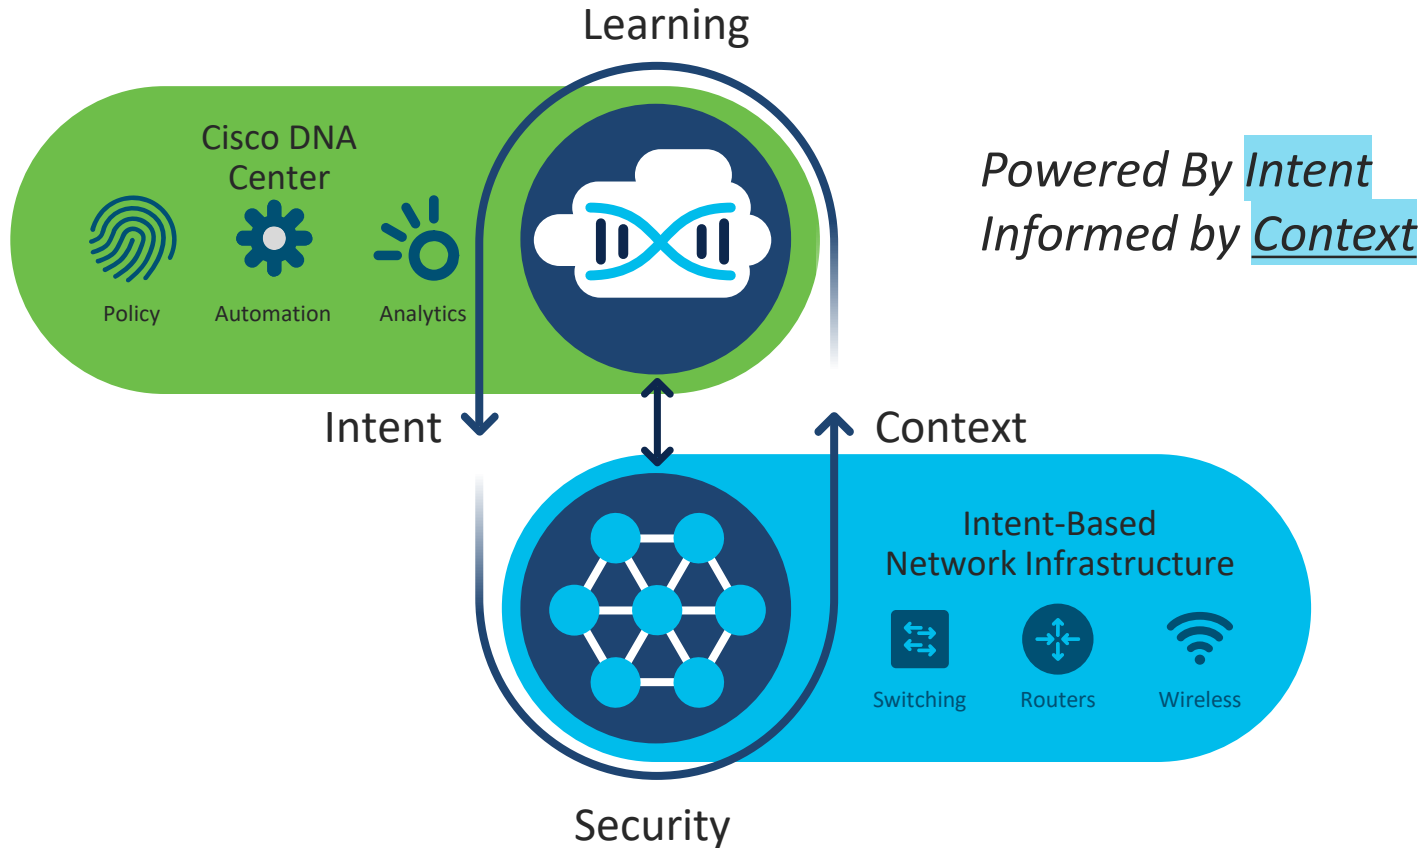 Learning
Cisco DNA
Center
Policy
Automation
Analytics
Powered By Intent
Informed by Context
Intent
Context
Intent-Based
Network Infrastructure
Switching
Routers
Wireless
Security